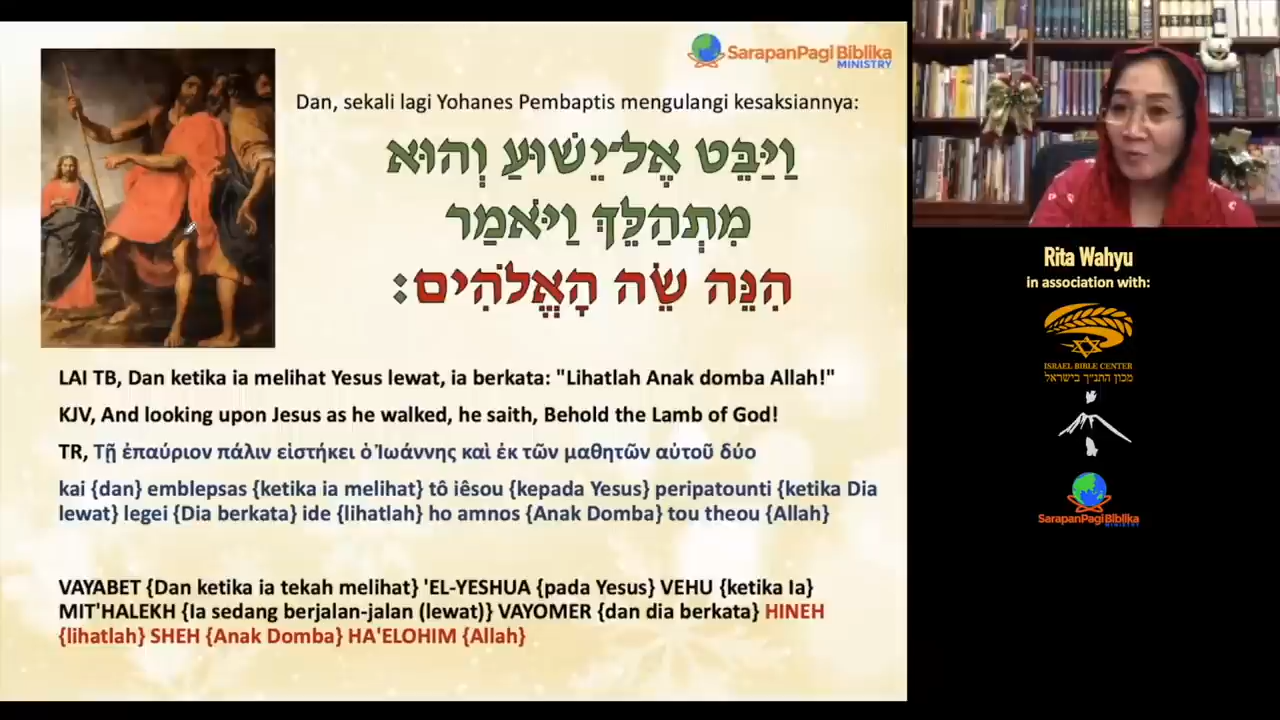 SarapanPagi Biblika
MINISTRY
Dan, sekali lagi Yohanes Pembaptis mengulangi kesaksiannya:
וַיַּבֵּט אֶל־יֵשׁוּעַ וְהוּא
מִתְהַלֵּךְ וַיֹּאמַר
הִנֵּה שֵׂה הָאֱלֹהִים׃
LAI TB, Dan ketika ia melihat Yesus lewat, ia berkata: "Lihatlah Anak domba Allah!"
KJV, And looking upon Jesus as he walked, he saith, Behold the Lamb of God!
TR, Τῇ ἐπαύριον πάλιν εἱστήκει ὁ Ἰωάννης καὶ ἐκ τῶν μαθητῶν αὐτοῦ δύο
kai {dan} emblepsas {ketika ia melihat} tô iêsou {kepada Yesus} peripatounti {ketika Dia
lewat} legei {Dia berkata} ide {lihatlah} ho amnos {Anak Domba} tou theou {Allah}
VAYABET {Dan ketika ia tekah melihat} 'EL-YESHUA {pada Yesus} VEHU {ketika Ia}
MIT'HALEKH {Ia sedang berjalan-jalan (lewat)} VAYOMER {dan dia berkata} HINEH
{lihatlah} SHEH {Anak Domba} HA'ELOHIM {Allah}
Rita Wahyu
in association with:
ISRAEL BIBLE CENTER
מכון התנ״ך בישראל
SarapanPagi Biblika
MINISTRY